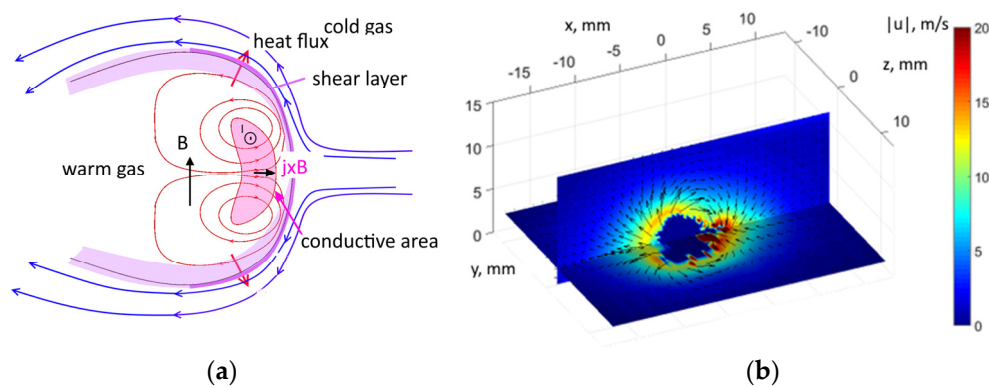 cold gas
heat flux
shear layer
B
I
warm gas
jxB
conductive area
(a)
x, mm
10
5
0
-5
-10
-15
|u|, m/s
20
15
10
5
0
-10
z, mm
0
10
15
10
5
0
y, mm
(b)